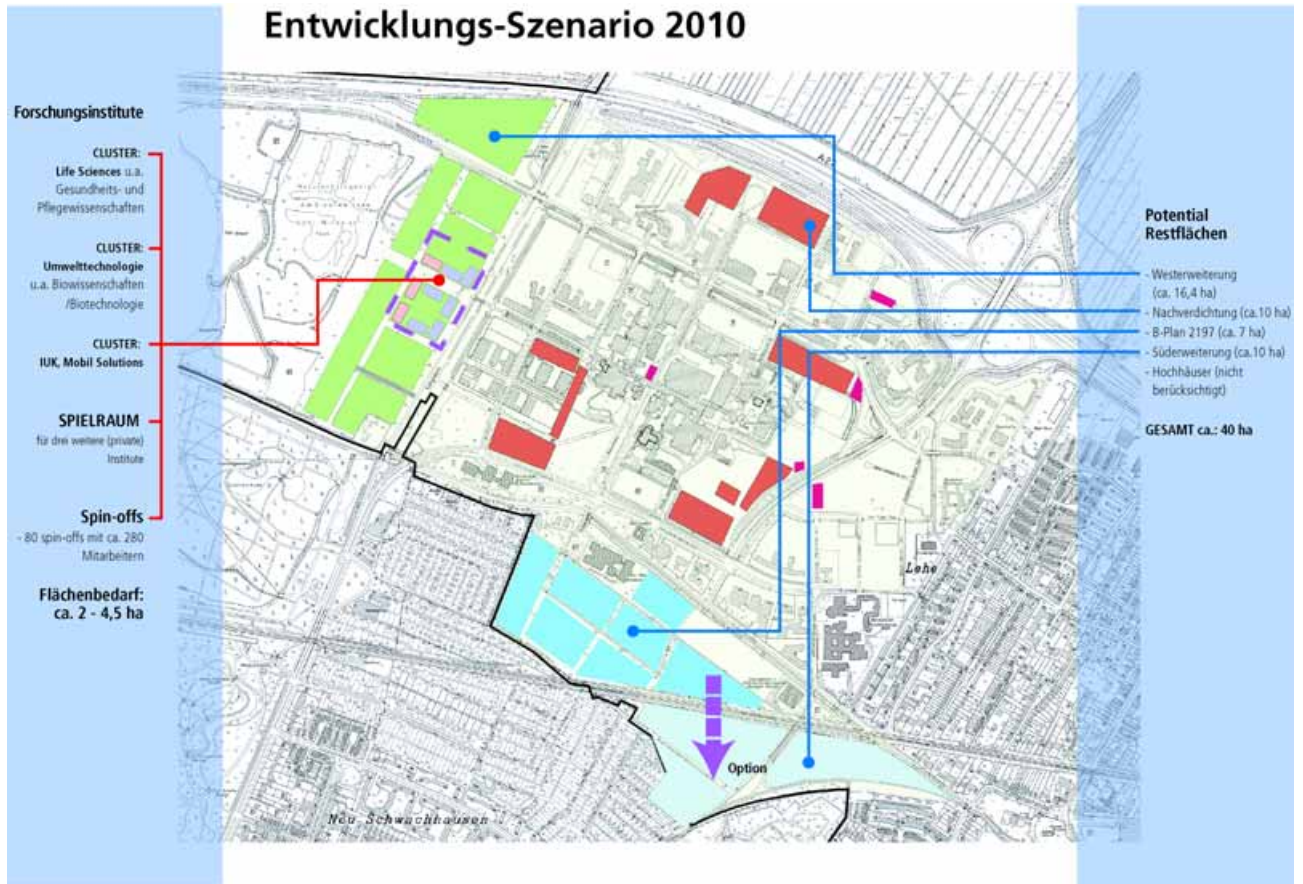 Entwicklungs-Szenario 2010
Forschungsinstitute
CLUSTER:
Life Sciences u.a.
Gesundheits- und
Pflegewissenschaften
CLUSTER:
Umwelttechnologie
u.a. Biowissenschaften
/Biotechnologie
CLUSTER:
IUK, Mobil Solutions
SPIELRAUM
für drei weitere (private)
Institute
Spin-offs
- 80 spin-offs mit ca. 280
Mitarbeitern
Flächenbedarf:
ca. 2 - 4,5 ha
Lehe
Option
Neu Schwachhausen
Potential
Restflächen
- Westerweiterung
(ca. 16,4 ha)
- Nachverdichtung (ca.10 ha)
- B-Plan 2197 (ca. 7 ha)
- Süderweiterung (ca.10 ha)
- Hochhäuser (nicht
berücksichtigt)
GESAMT ca.: 40 ha